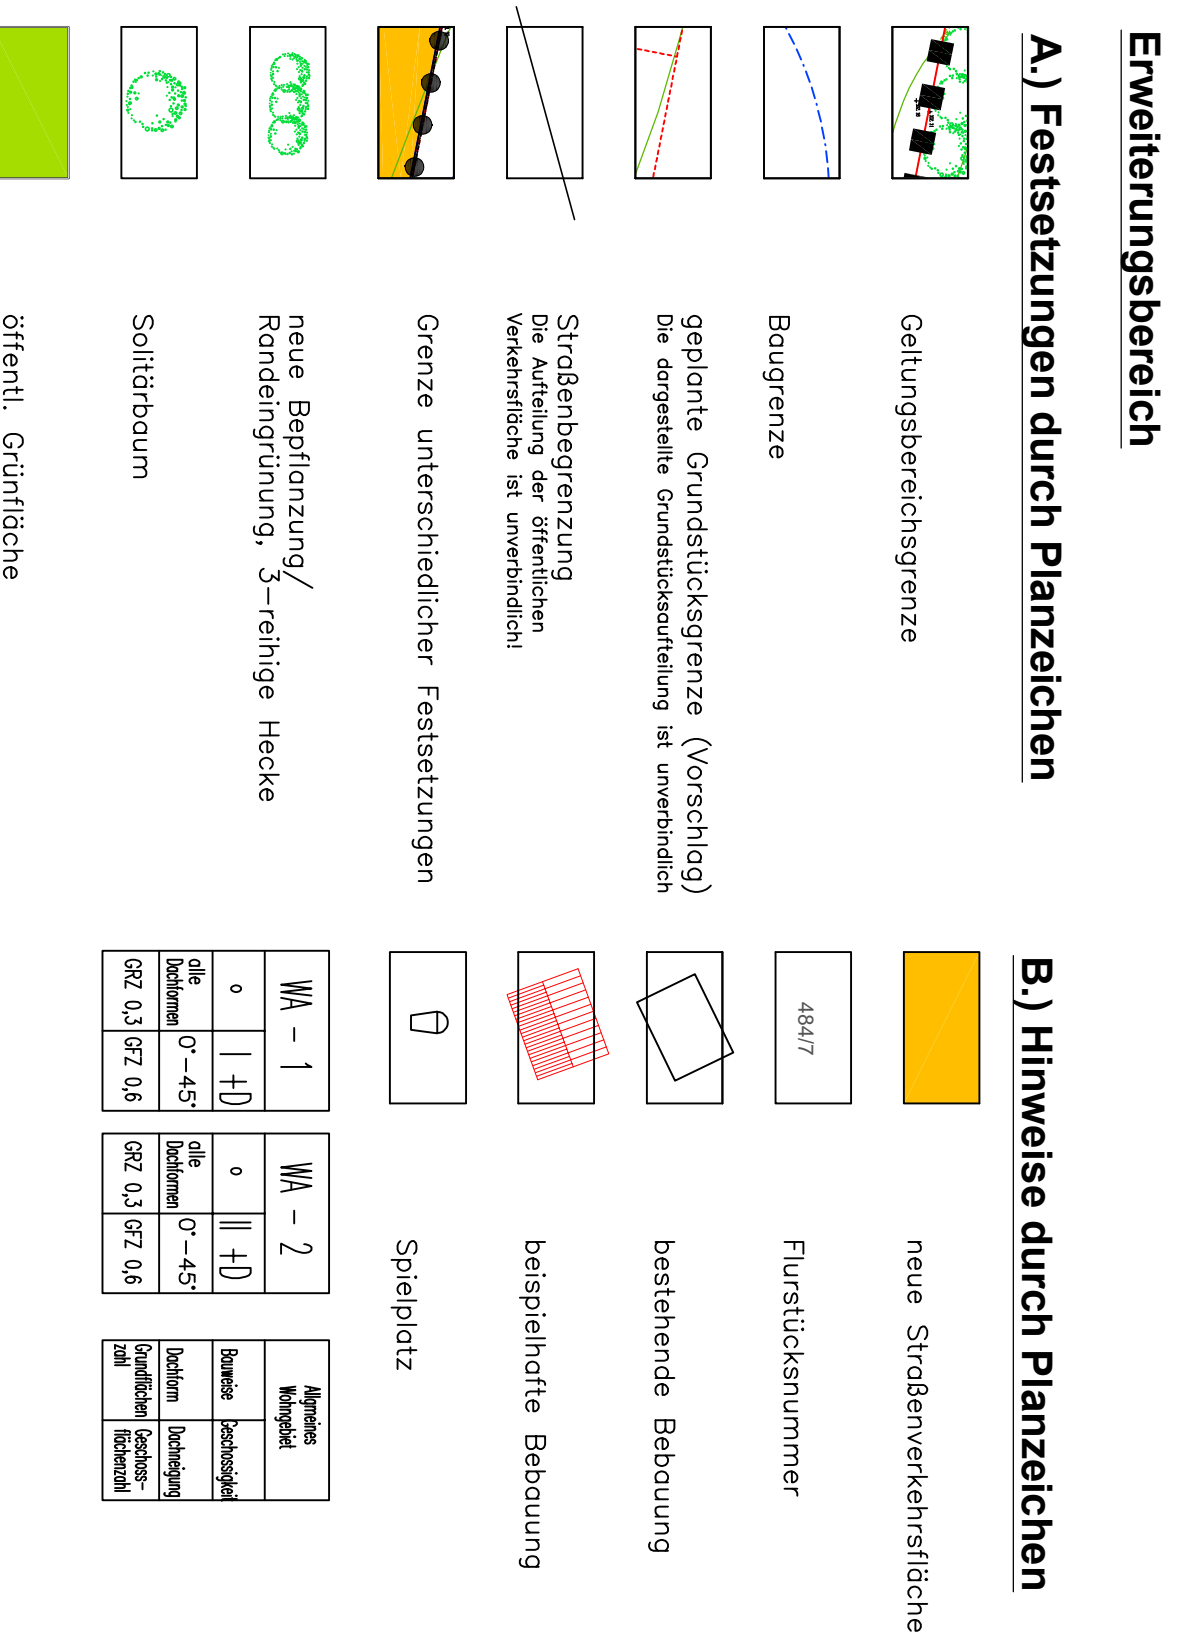 Erweiterungsbereich
A.) Festsetzungen durch Planzeichen
Geltungsbereichsgrenze
Baugrenze
geplante Grundstücksgrenze (Vorschlag)
Die dargestellte Grundstücksaufteilung ist unverbindlich
Straßenbegrenzung
Die Aufteilung der öffentlichen
Verkehrsfläche ist unverbindlich!
Grenze unterschiedlicher Festsetzungen
neue Bepflanzung/
Randeingrünung, 3-reihige Hecke
Solitärbaum
öffentl. Grünfläche
B.) Hinweise durch Planzeichen
neue Straßenverkehrsfläche
484/7
Flurstücksnummer
bestehende Bebauung
beispielhafte Bebauung
Spielplatz
WA - 1
o I +D
alle
Dachformen 0°-45°
GRZ 0,3 GFZ 0,6
WA - 2
o II +D
alle
Dachformen 0°-45°
GRZ 0,3 GFZ 0,6
Allgmeines
Wohngebiet
Bauweise Geschossigkeit
Dachform Dachneigung
Grundflächen Geschoss-
zahl flächenzahl